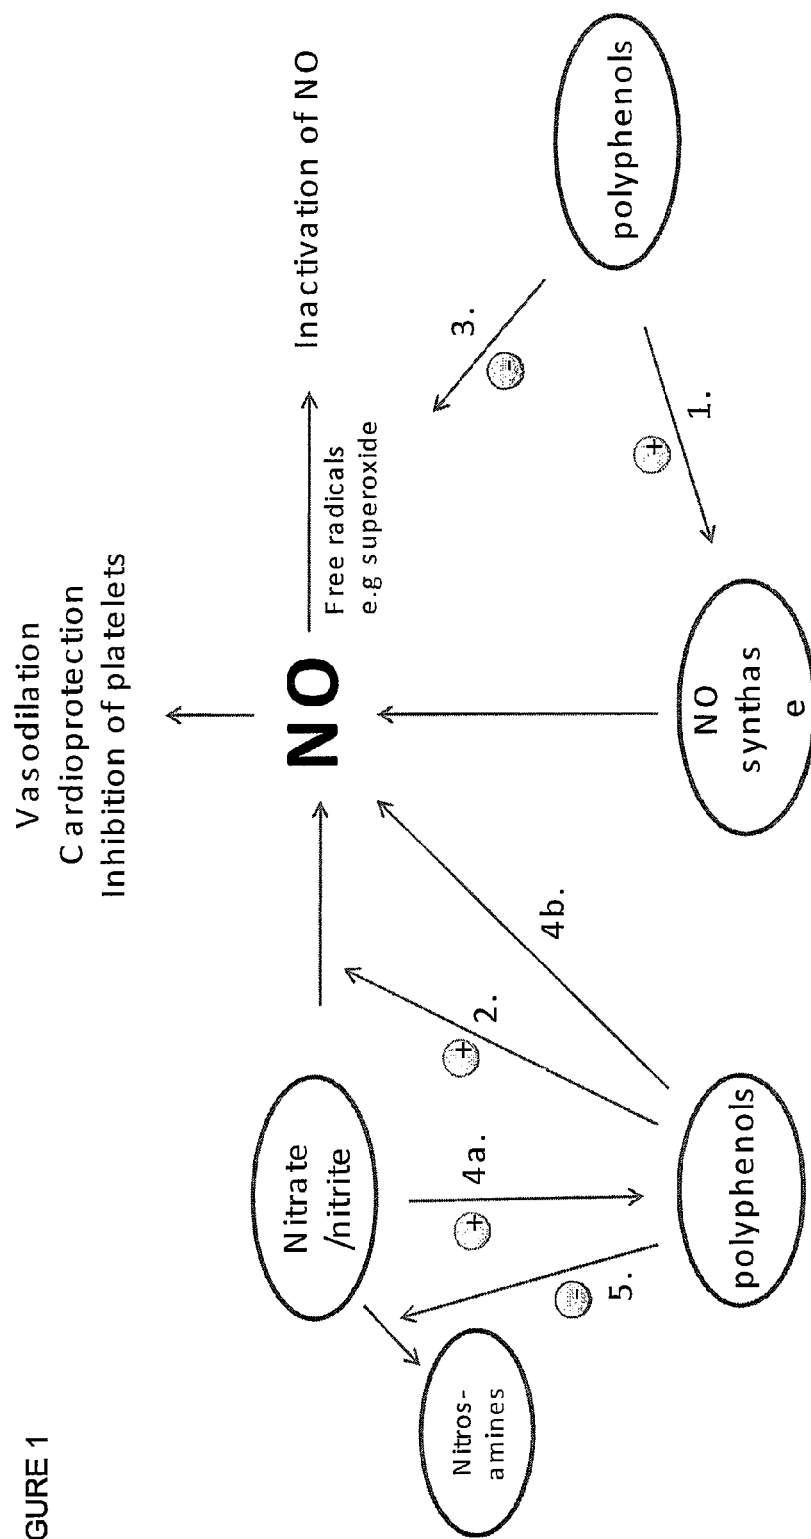 GURE 1
Vasodilation
Cardioprotection
Inhibition of platelets
Nitrate
/nitrite
NO
Free radicals
e.g superoxide
Inactivation of NO
Nitros-
amines
+
4a.
+
2.
4b.
-
3.
-
5.
+
1.
polyphenols
NO
synthas
e
polyphenols